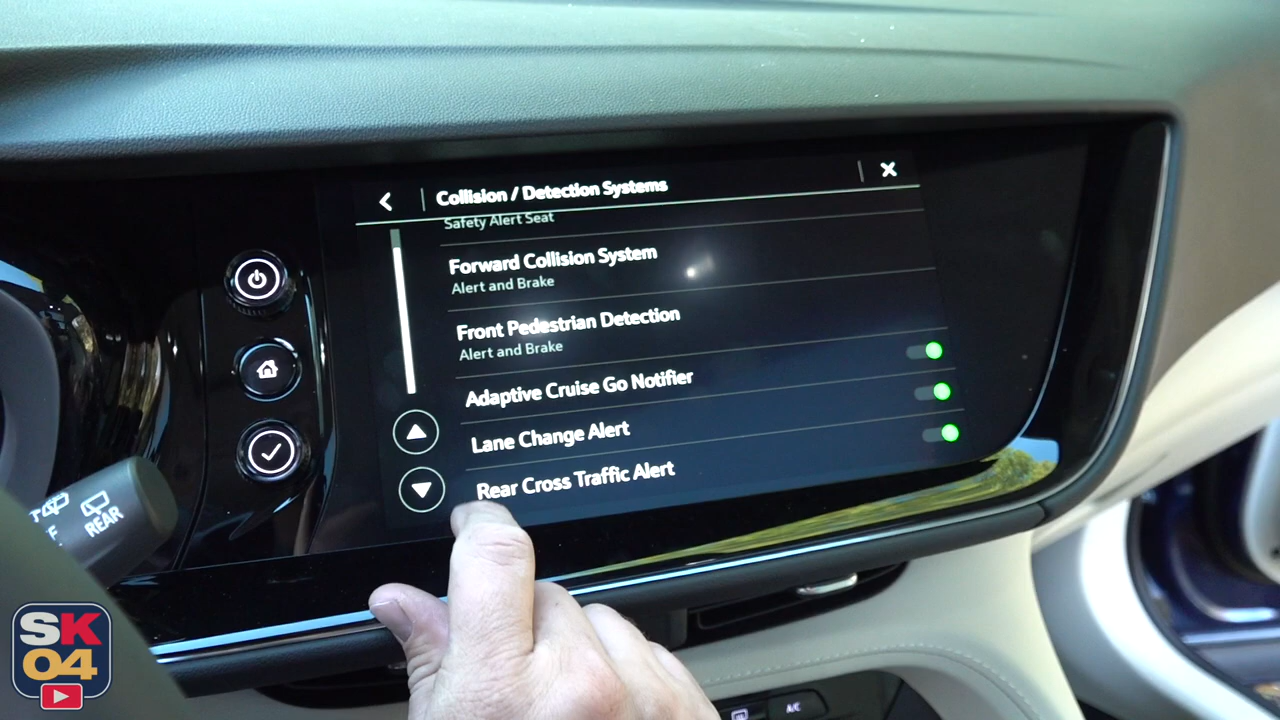 Collision / Detection Systems
Safety Alert Seat
Forward Collision System
Alert and Brake
Front Pedestrian Detection
Alert and Brake
Adaptive Cruise Go Notifier
Lane Change Alert
Rear Cross Traffic Alert
REAR
A/C
SK
04